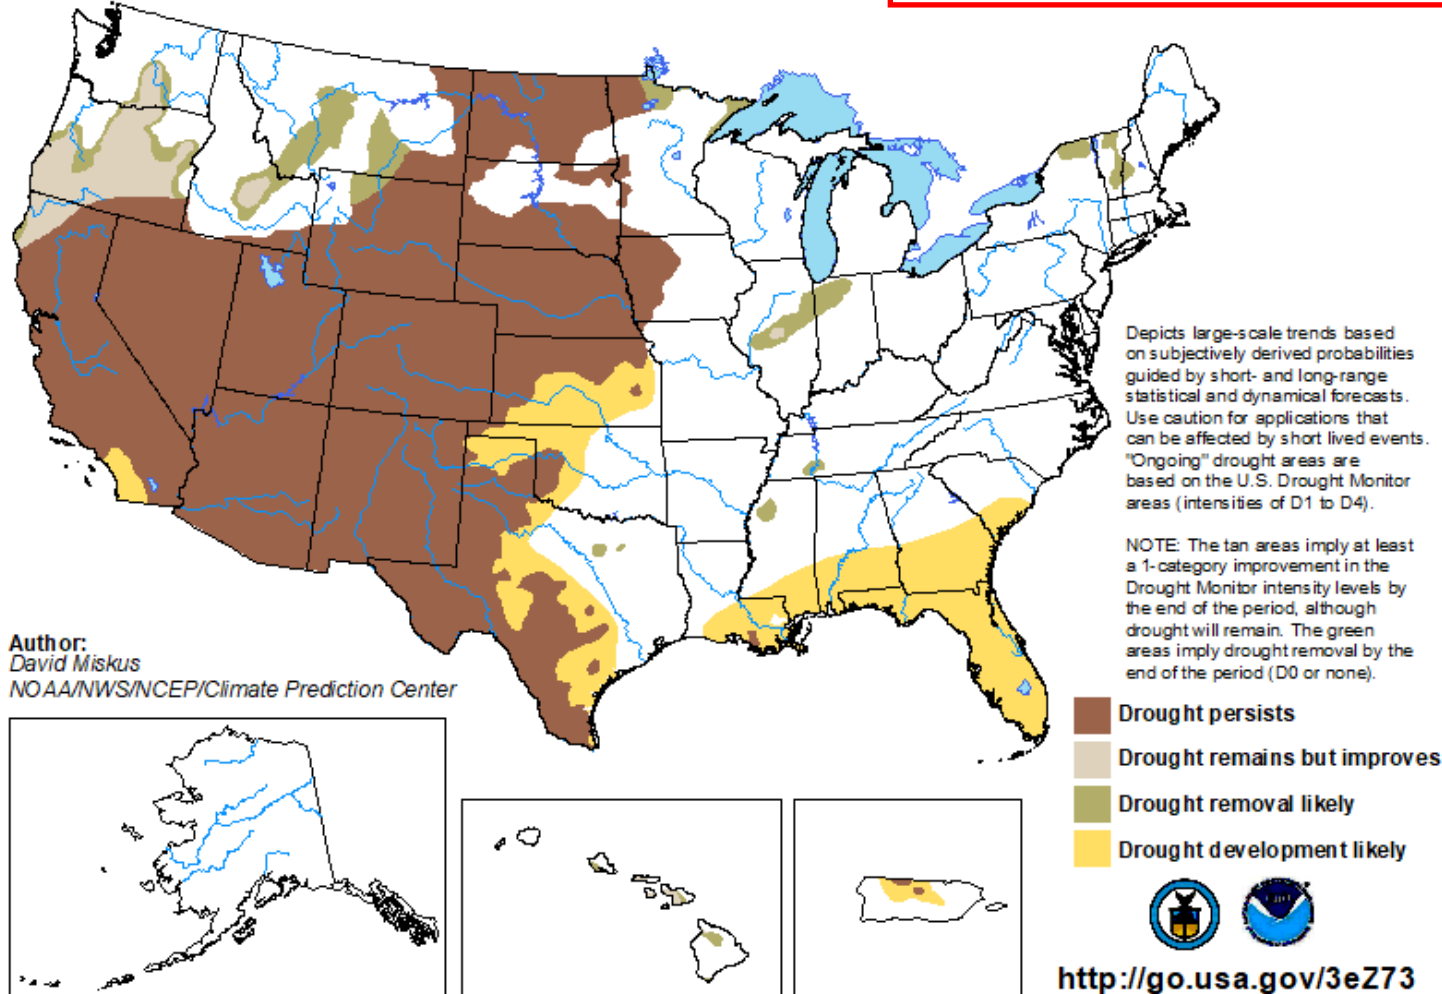 Depicts large-scale trends based
on subjectively derived probabilities
guided by short- and long-range
statistical and dynamical forecasts.
Use caution for applications that
can be affected by short lived events.
"Ongoing" drought areas are
based on the U.S. Drought Monitor
areas (intensities of D1 to D4).
NOTE: The tan areas imply at least
a 1-category improvement in the
Drought Monitor intensity levels by
the end of the period, although
drought will remain. The green
areas imply drought removal by the
end of the period (D0 or none).
Author:
David Miskus
NOAA/NWS/NCEP/Climate Prediction Center
Drought persists
Drought remains but improves
Drought removal likely
Drought development likely
http://go.usa.gov/3eZ73